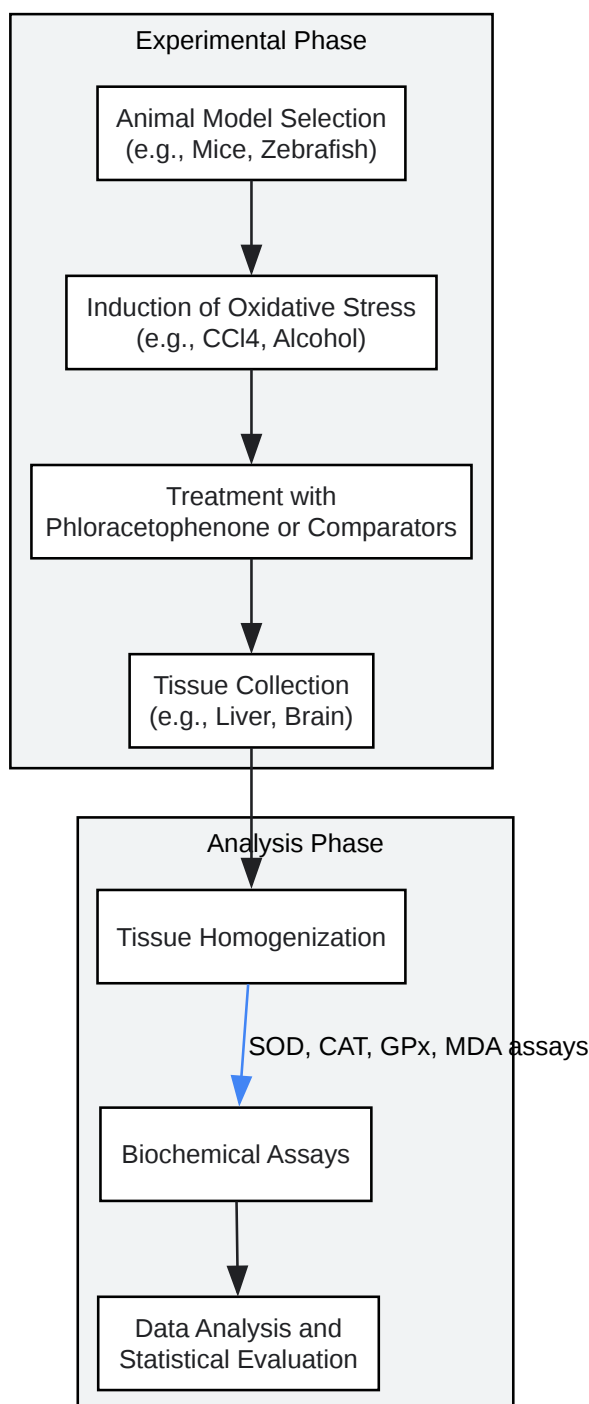 Experimental Phase
Animal Model Selection
(e.g., Mice, Zebrafish)
Induction of Oxidative Stress
(e.g., CCl4, Alcohol)
Treatment with
Phloracetophenone or Comparators
Tissue Collection
(e.g., Liver, Brain)
Analysis Phase
Tissue Homogenization
SOD, CAT, GPx, MDA assays
Biochemical Assays
Data Analysis and
Statistical Evaluation